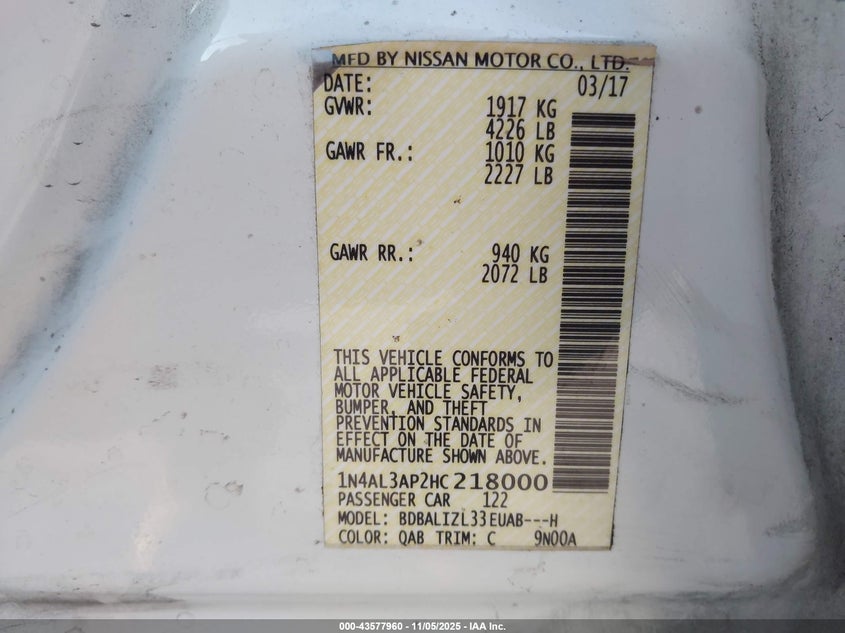 MFD BY NISSAN MOTOR CO., LTD.
DATE: 03/17
GVWR: 1917 KG
4226 LB
GAWR FR.: 1010 KG
2227 LB
GAWR RR.: 940 KG
2072 LB
THIS VEHICLE CONFORMS TO
ALL APPLICABLE FEDERAL
MOTOR VEHICLE SAFETY,
BUMPER, AND THEFT
PREVENTION STANDARDS IN
EFFECT ON THE DATE OF
MANUFACTURE SHOWN ABOVE.
1N4AL3AP2HC218000
PASSENGER CAR 122
MODEL: BDBALIZL33EUAB---H
COLOR: QAB TRIM: C 9N00A
000-43577960 - 11/05/2025 - IAA Inc.